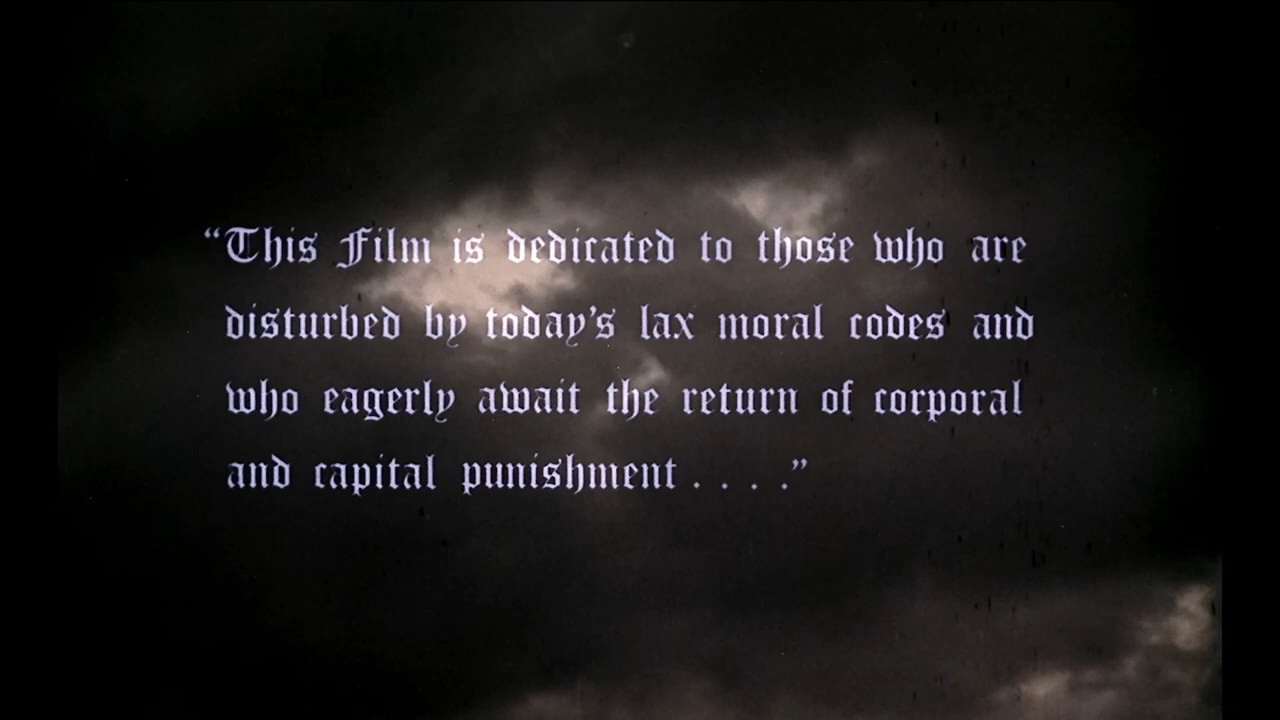 “This Film is dedicated to those who are
disturbed by today’s lax moral codes and
who eagerly await the return of corporal
and capital punishment . . . .”